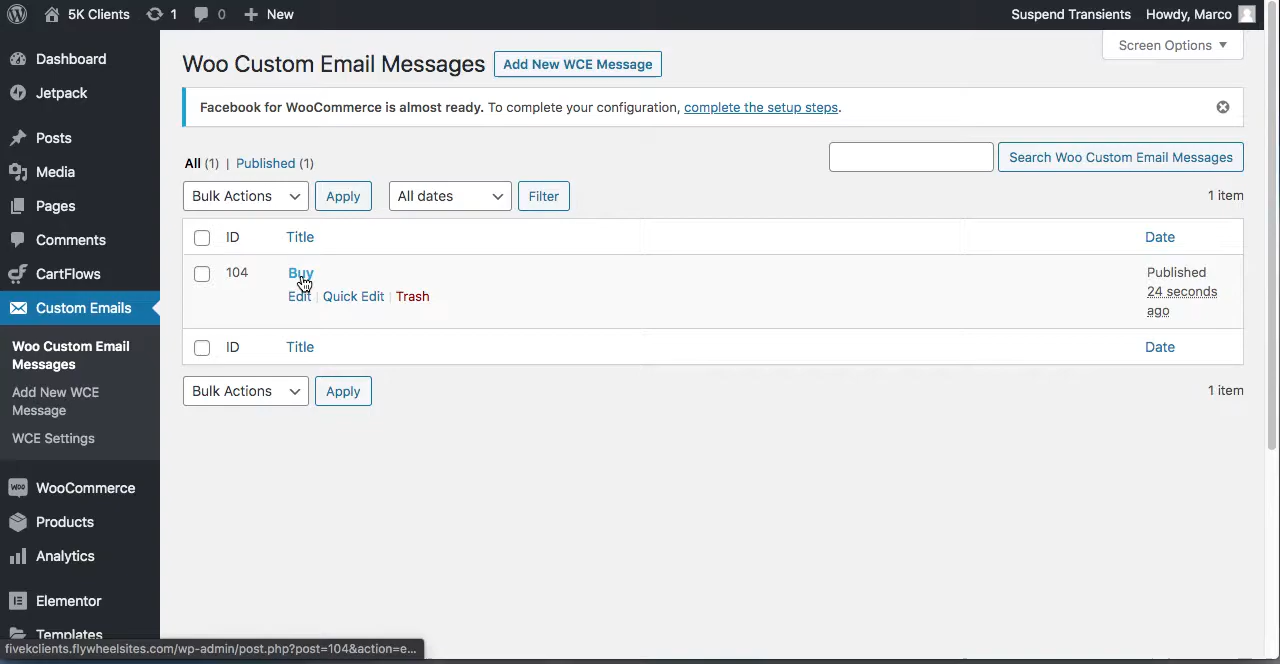 5K Clients 1 0 New Suspend Transients Howdy, Marco
Dashboard
Jetpack
Posts
Media
Pages
Comments
CartFlows
Custom Emails
Woo Custom Email
Messages
Add New WCE
Message
WCE Settings
WooCommerce
Products
Analytics
Elementor
Templates
Screen Options
Woo Custom Email Messages Add New WCE Message
Facebook for WooCommerce is almost ready. To complete your configuration, complete the setup steps.
All (1) | Published (1)
Search Woo Custom Email Messages
Bulk Actions Apply All dates Filter 1 item
ID Title Date
104 Buy Published
24 seconds
ago
Edit | Quick Edit | Trash
ID Title Date
Bulk Actions Apply 1 item
fivekclients.flywheelsites.com/wp-admin/post.php?post=104&action=e...